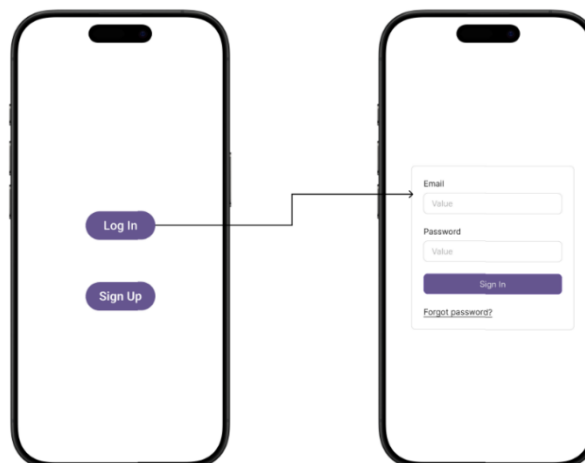 Log In
Sign Up
Email
Value
Password
Value
Sign In
Forgot password?